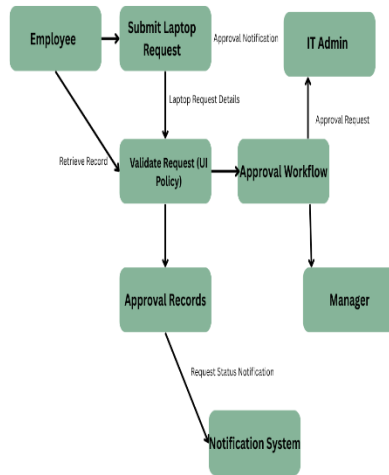 Employee
Submit Laptop
Request
Approval Notification
IT Admin
Laptop Request Details
Approval Request
Retrieve Record
Validate Request (UI
Policy)
Approval Workflow
Approval Records
Manager
Request Status Notification
Notification System